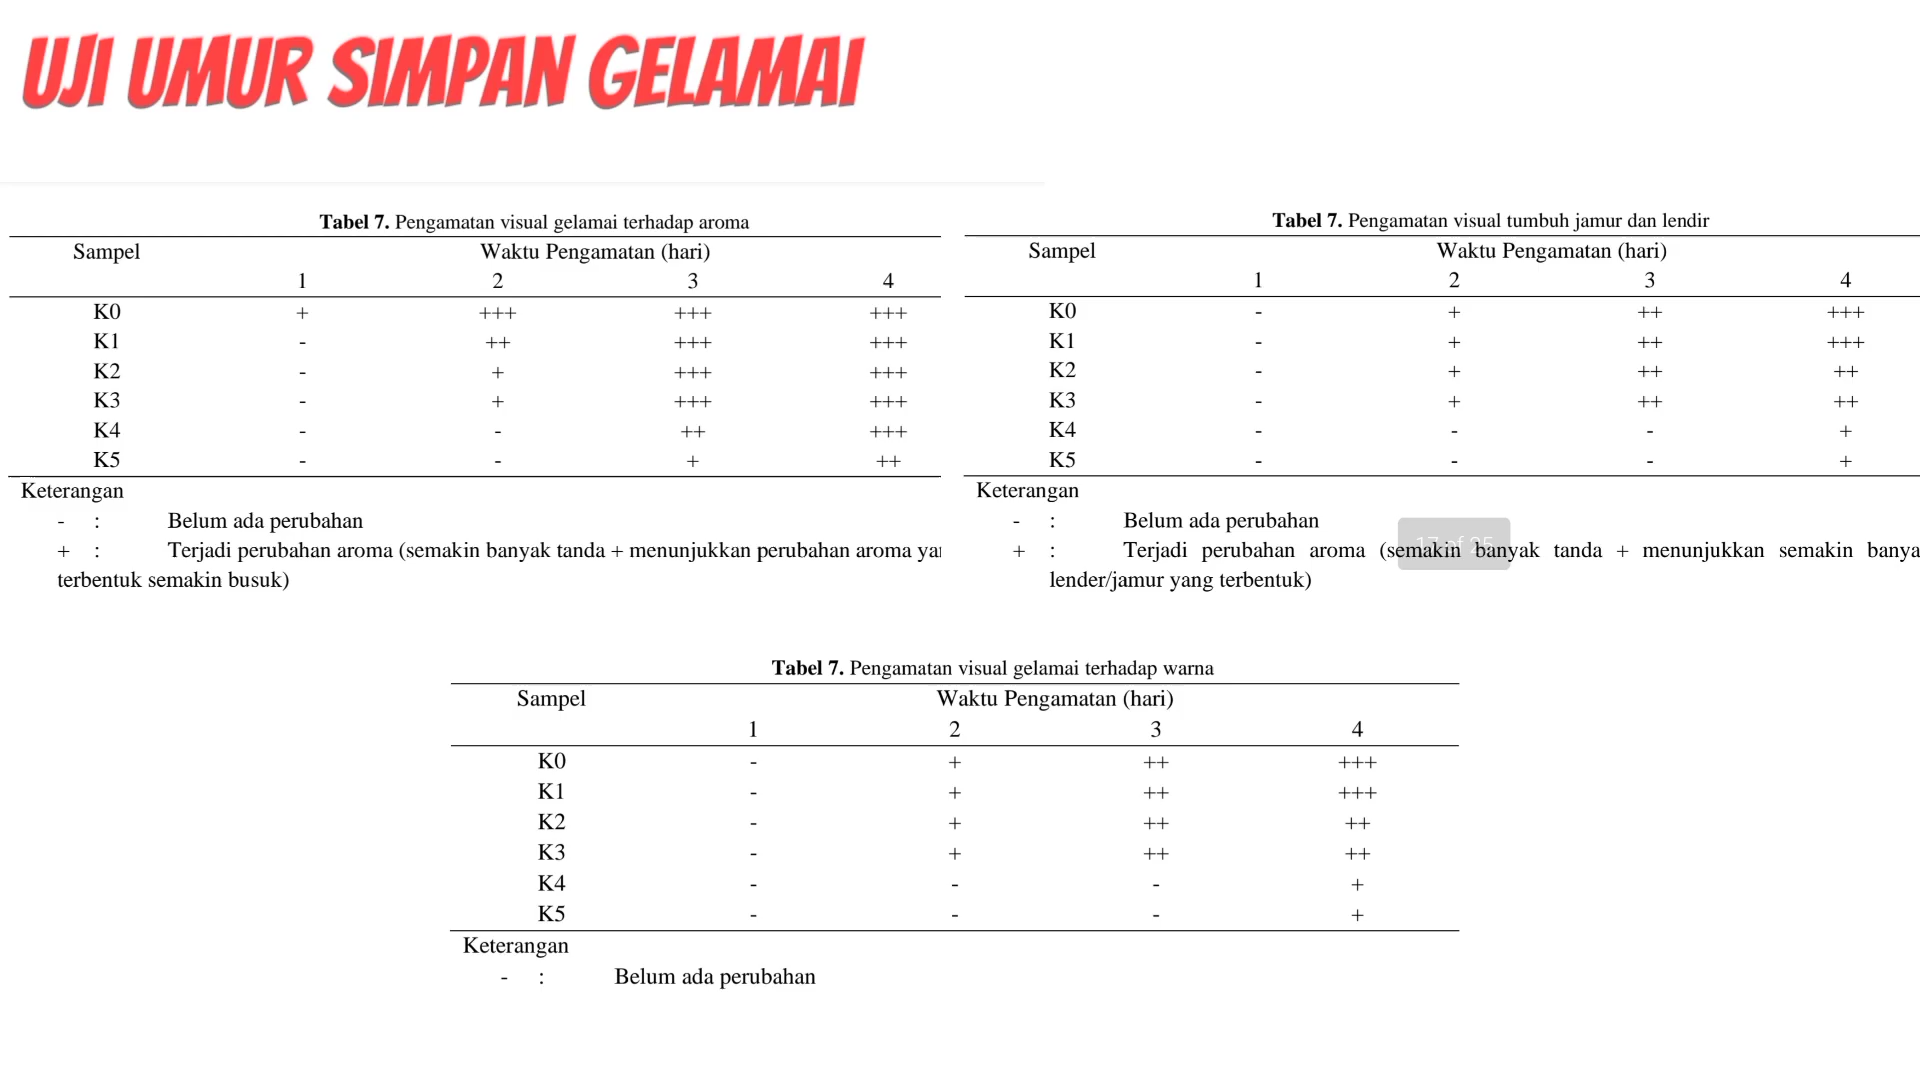 UJI UMUR SIMPAN GELAMAI
Tabel 7. Pengamatan visual gelamai terhadap aroma
Sampel Waktu Pengamatan (hari)
1 2 3 4
K0 + +++ +++ +++
K1 - ++ +++ +++
K2 - + +++ +++
K3 - + +++ +++
K4 - - ++ +++
K5 - - + ++
Keterangan
- : Belum ada perubahan
+ : Terjadi perubahan aroma (semakin banyak tanda + menunjukkan perubahan aroma
terbentuk semakin busuk)
Tabel 7. Pengamatan visual tumbuh jamur dan lendir
Sampel Waktu Pengamatan (hari)
1 2 3 4
K0 - + ++ +++
K1 - + ++ +++
K2 - + ++ ++
K3 - + ++ ++
K4 - - - +
K5 - - - +
Keterangan
- : Belum ada perubahan
+ : Terjadi perubahan aroma (semakin banyak tanda + menunjukkan semakin banya
lender/jamur yang terbentuk)
17 of 25
Tabel 7. Pengamatan visual gelamai terhadap warna
Sampel Waktu Pengamatan (hari)
1 2 3 4
K0 - + ++ +++
K1 - + ++ +++
K2 - + ++ ++
K3 - + ++ ++
K4 - - - +
K5 - - - +
Keterangan
- : Belum ada perubahan